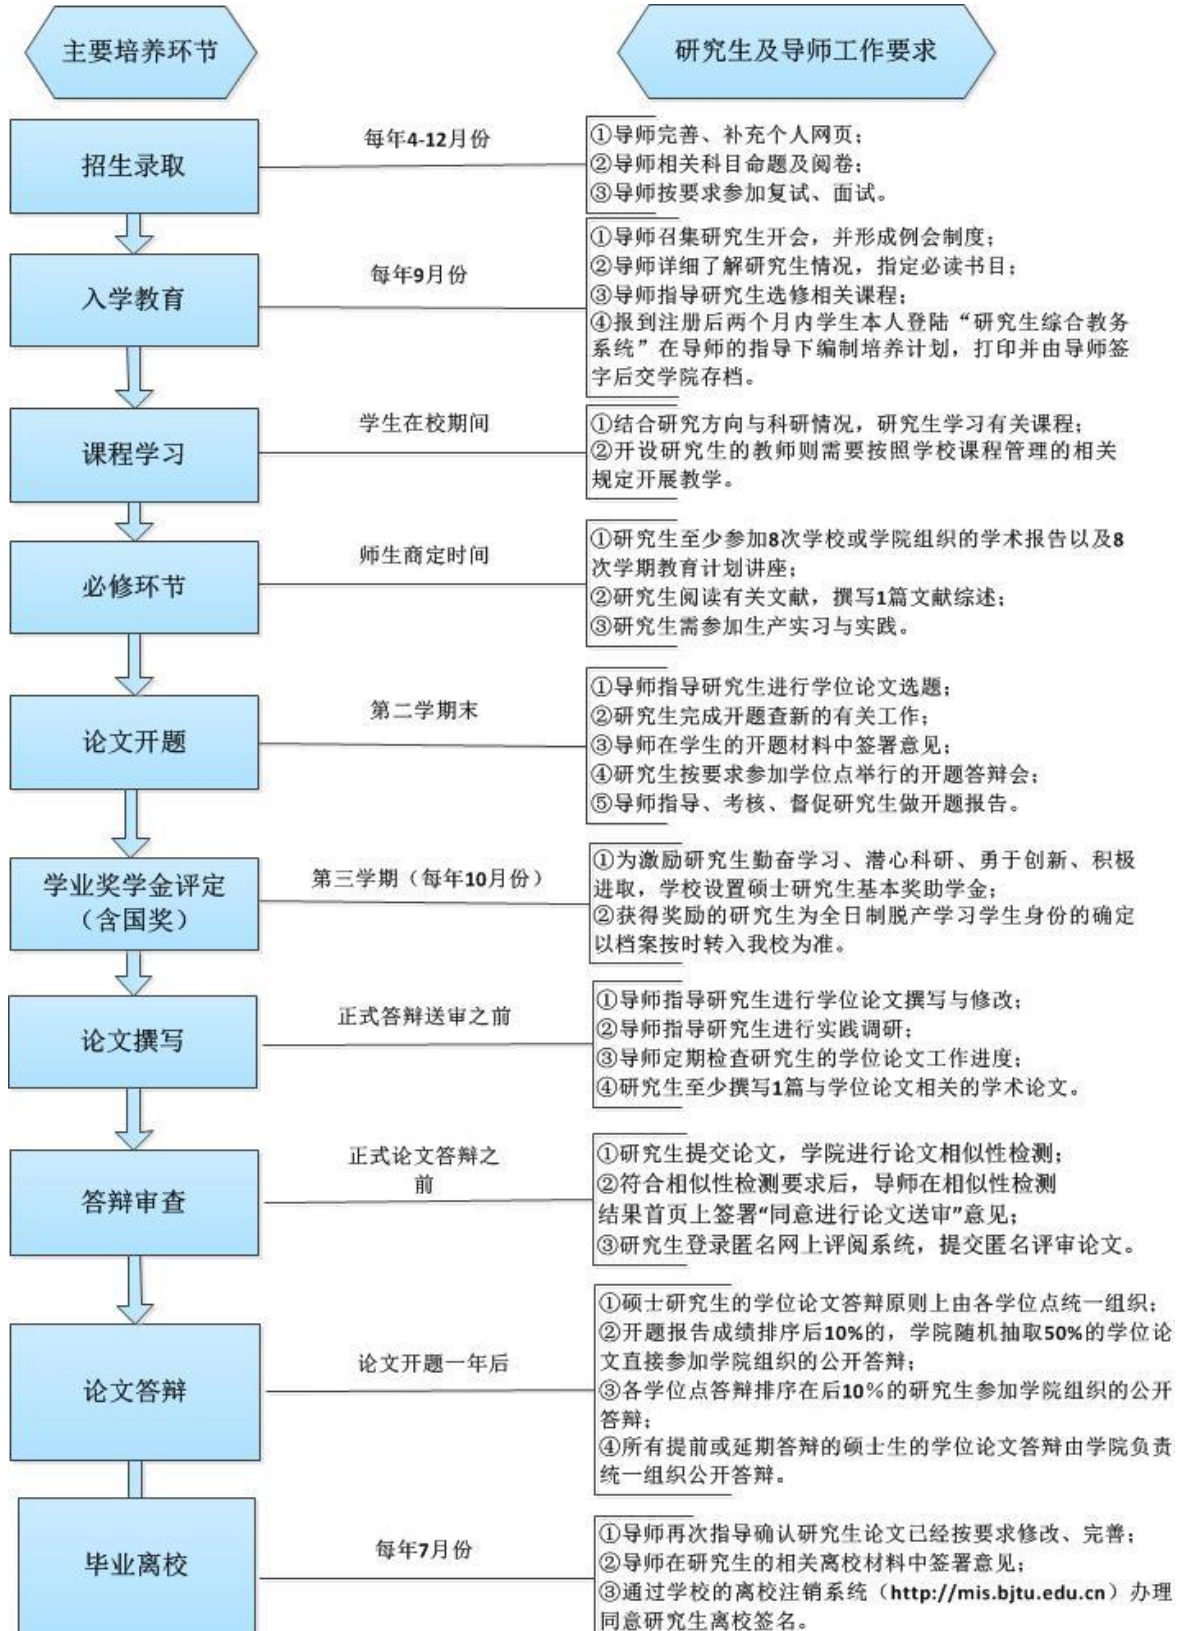 主要培养环节
研究生及导师工作要求
招生录取
每年4-12月份
①导师完善、补充个人网页；
②导师相关科目命题及阅卷；
③导师按要求参加复试、面试。
入学教育
每年9月份
①导师召集研究生开会，并形成例会制度；
②导师详细了解研究生情况，指定必读书目；
③导师指导研究生选修相关课程；
④报到注册后两个月内学生本人登陆“研究生综合教务
系统”在导师的指导下编制培养计划，打印并由导师签
字后交学院存档。
课程学习
学生在校期间
①结合研究方向与科研情况，研究生学习有关课程；
②开设研究生的教师则需要按照学校课程管理的相关
规定开展教学。
必修环节
师生商定时间
①研究生至少参加8次学校或学院组织的学术报告以及8
次学期教育计划讲座；
②研究生阅读有关文献，撰写1篇文献综述；
③研究生需参加生产实习与实践。
论文开题
第二学期末
①导师指导研究生进行学位论文选题；
②研究生完成开题查新的有关工作；
③导师在学生的开题材料中签署意见；
④研究生按要求参加学位点举行的开题答辩会；
⑤导师指导、考核、督促研究生做开题报告。
学业奖学金评定
（含国奖）
第三学期（每年10月份）
①为激励研究生勤奋学习、潜心科研、勇于创新、积极
进取，学校设置硕士研究生基本奖助学金；
②获得奖励的研究生为全日制脱产学习学生身份的确定
以档案按时转入我校为准。
论文撰写
正式答辩送审之前
①导师指导研究生进行学位论文撰写与修改；
②导师指导研究生进行实践调研；
③导师定期检查研究生的学位论文工作进度；
④研究生至少撰写1篇与学位论文相关的学术论文。
答辩审查
正式论文答辩之
前
①研究生提交论文，学院进行论文相似性检测；
②符合相似性检测要求后，导师在相似性检测
结果首页上签署“同意进行论文送审”意见；
③研究生登录匿名网上评阅系统，提交匿名评审论文。
论文答辩
论文开题一年后
①硕士研究生的学位论文答辩原则上由各学位点统一组织；
②开题报告成绩排序后10%的，学院随机抽取50%的学位论
文直接参加学院组织的公开答辩；
③各学位点答辩排序在后10％的研究生参加学院组织的公开
答辩；
④所有提前或延期答辩的硕士生的学位论文答辩由学院负责
统一组织公开答辩。
毕业离校
每年7月份
①导师再次指导确认研究生论文已经按要求修改、完善；
②导师在研究生的相关离校材料中签署意见；
③通过学校的离校注销系统（http://mis.bjtu.edu.cn）办理
同意研究生离校签名。